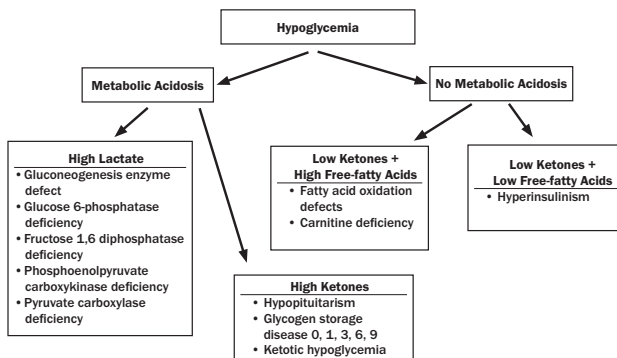 Hypoglycemia
Metabolic Acidosis
No Metabolic Acidosis
High Lactate
• Gluconeogenesis enzyme
defect
• Glucose 6-phosphatase
deficiency
• Fructose 1,6 diphosphatase
deficiency
• Phosphoenolpyruvate
carboxykinase deficiency
• Pyruvate carboxylase
deficiency
Low Ketones +
High Free-fatty Acids
• Fatty acid oxidation
defects
• Carnitine deficiency
Low Ketones +
Low Free-fatty Acids
• Hyperinsulinism
High Ketones
• Hypopituitarism
• Glycogen storage
disease 0, 1, 3, 6, 9
• Ketotic hypoglycemia